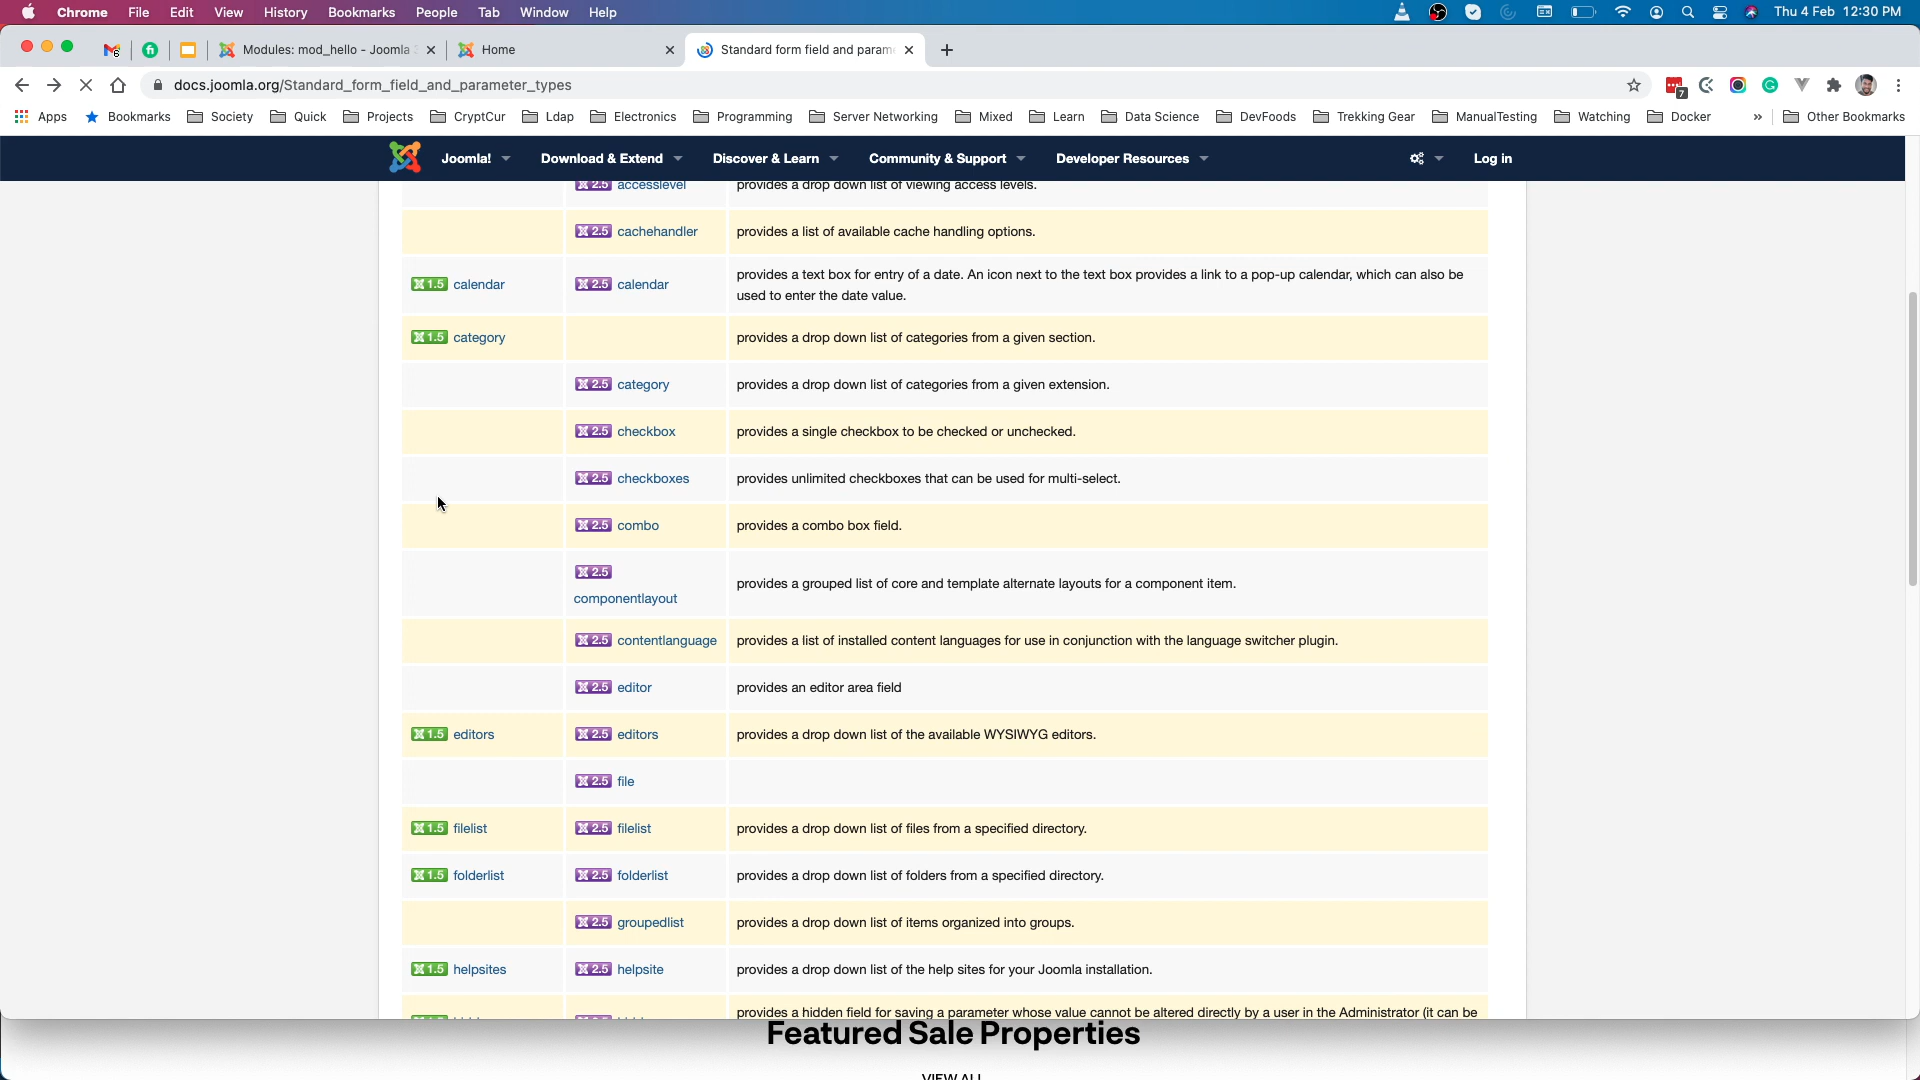 Chrome File Edit View History Bookmarks People Tab Window Help Thu 4 Feb 12:30 PM
6 Modules: mod_hello - Joomla Home Standard form field and param
docs.joomla.org/Standard_form_field_and_parameter_types 7
Apps Bookmarks Society Quick Projects CryptCur Ldap Electronics Programming Server Networking Mixed Learn Data Science DevFoods Trekking Gear ManualTesting Watching Docker » Other Bookmarks
Joomla! Download & Extend Discover & Learn Community & Support Developer Resources Log in
2.5 accesslevel provides a drop down list of viewing access levels.
2.5 cachehandler provides a list of available cache handling options.
1.5 calendar 2.5 calendar provides a text box for entry of a date. An icon next to the text box provides a link to a pop-up calendar, which can also be
used to enter the date value.
1.5 category provides a drop down list of categories from a given section.
2.5 category provides a drop down list of categories from a given extension.
2.5 checkbox provides a single checkbox to be checked or unchecked.
2.5 checkboxes provides unlimited checkboxes that can be used for multi-select.
2.5 combo provides a combo box field.
2.5
componentlayout provides a grouped list of core and template alternate layouts for a component item.
2.5 contentlanguage provides a list of installed content languages for use in conjunction with the language switcher plugin.
2.5 editor provides an editor area field
1.5 editors 2.5 editors provides a drop down list of the available WYSIWYG editors.
2.5 file
1.5 filelist 2.5 filelist provides a drop down list of files from a specified directory.
1.5 folderlist 2.5 folderlist provides a drop down list of folders from a specified directory.
2.5 groupedlist provides a drop down list of items organized into groups.
1.5 helpsites 2.5 helpsite provides a drop down list of the help sites for your Joomla installation.
provides a hidden field for saving a parameter whose value cannot be altered directly by a user in the Administrator (it can be
Featured Sale Properties
VIEW ALL